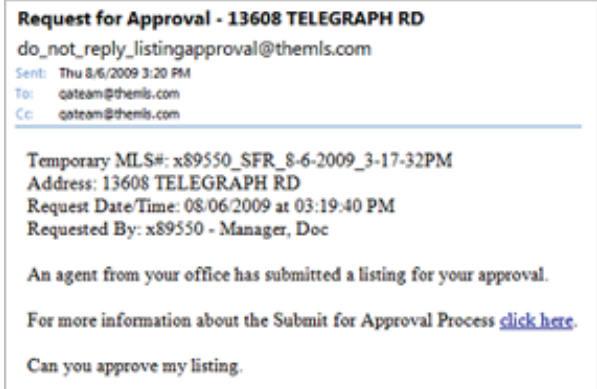 Request for Approval - 13608 TELEGRAPH RD
do_not_reply_listingapproval@themls.com
Sent: Thu 8/6/2009 3:20 PM
To: qateam@themls.com
Cc: qateam@themls.com
Temporary MLS#: x89550_SFR_8-6-2009_3-17-32PM
Address: 13608 TELEGRAPH RD
Request Date/Time: 08/06/2009 at 03:19:40 PM
Requested By: x89550 - Manager, Doc
An agent from your office has submitted a listing for your approval.
For more information about the Submit for Approval Process click here.
Can you approve my listing.